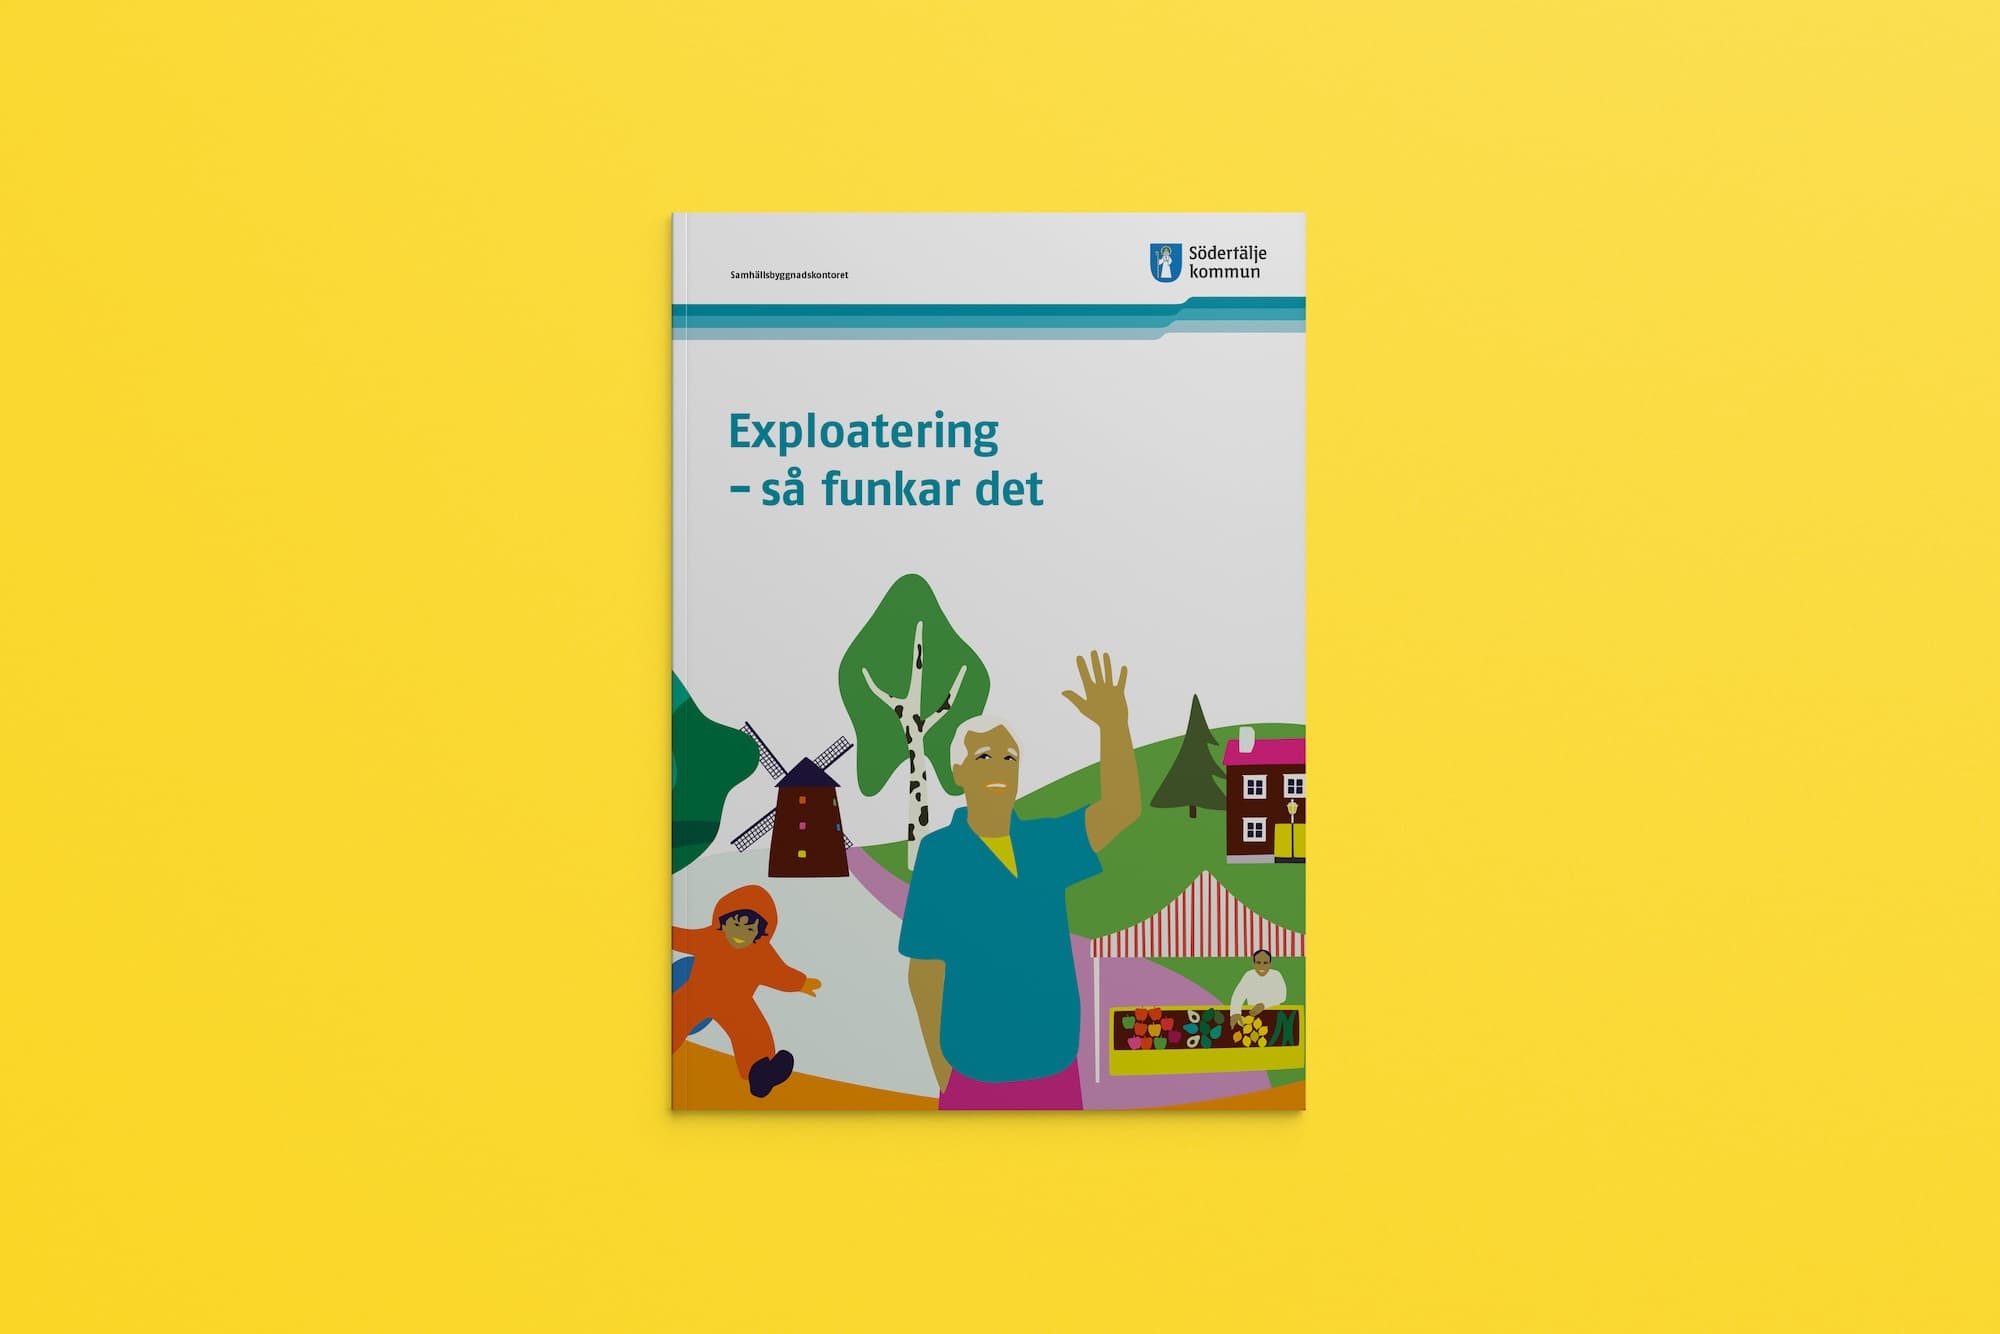 Samhällsbyggnadskontoret
Södertälje
kommun
Exploatering
– så funkar det